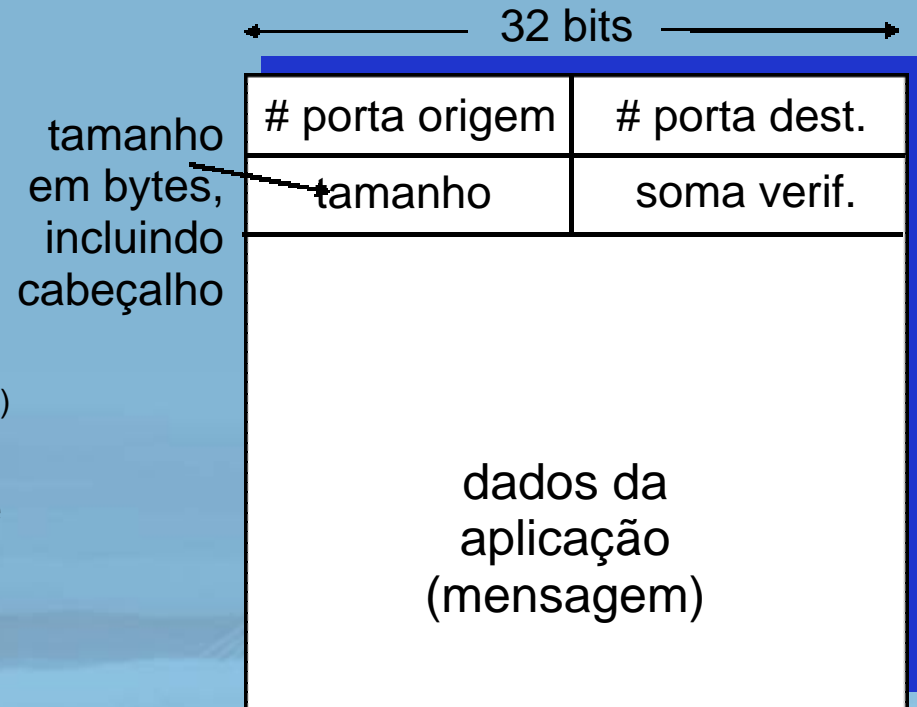 32 bits
# porta origem
# porta dest.
tamanho
em bytes,
incluindo
cabeçalho
tamanho
soma verif.
)
dados da
aplicação
(mensagem)